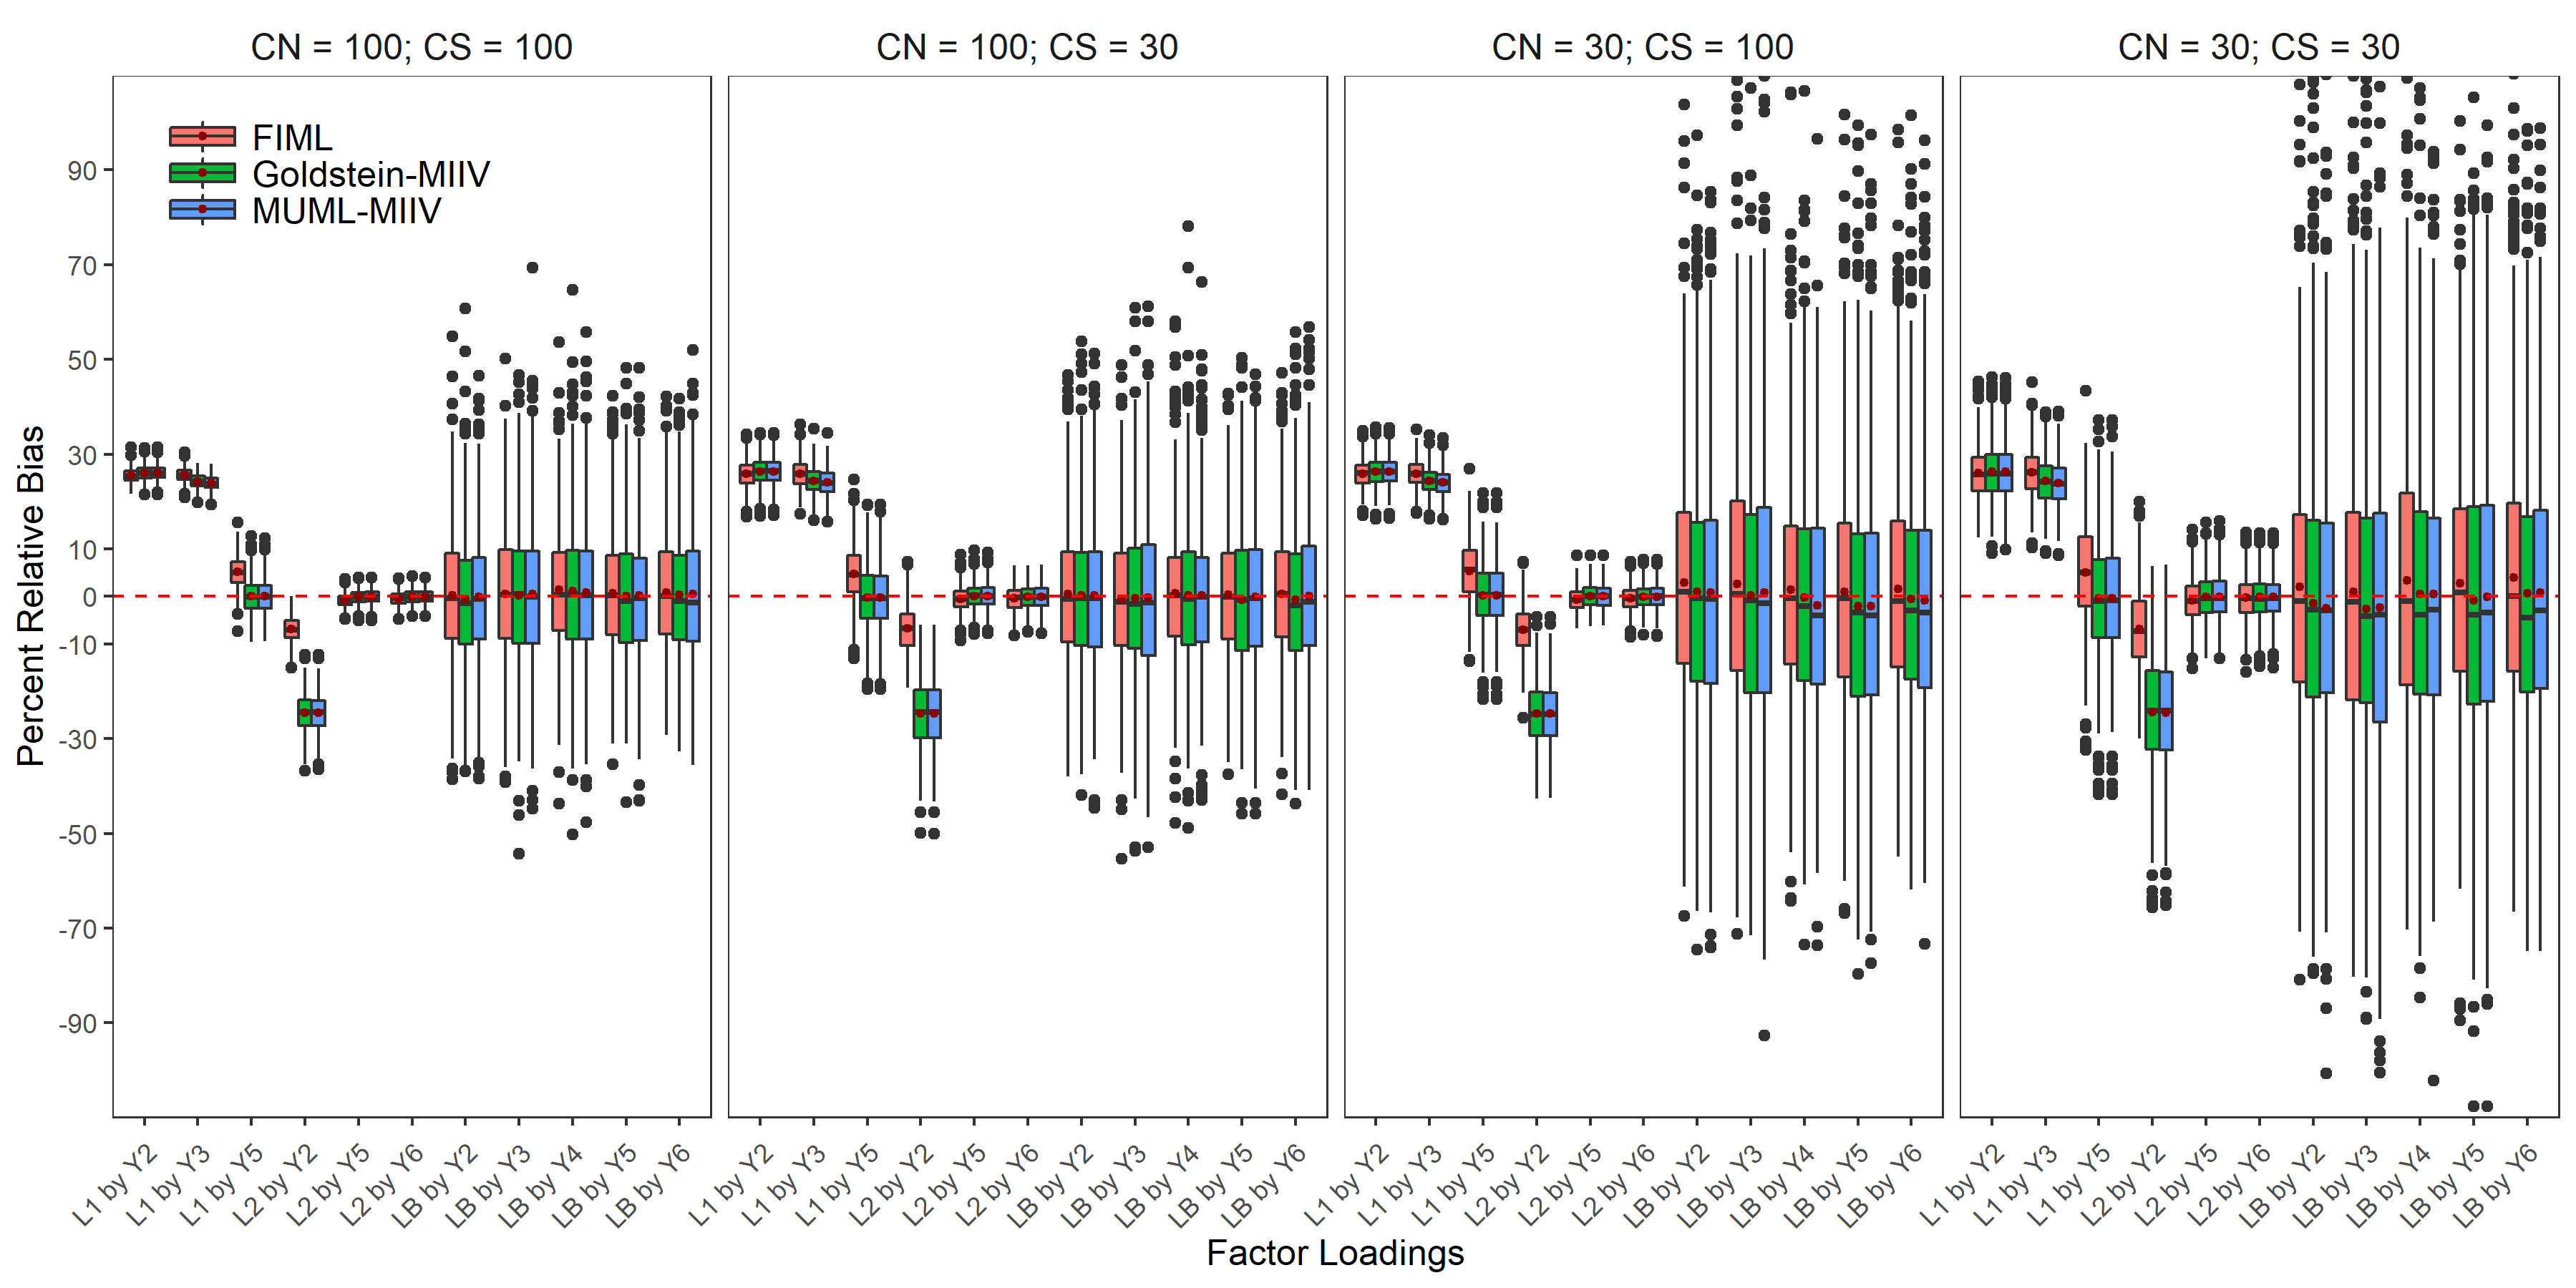 CN = 100; CS = 100
CN = 100; CS = 30
CN = 30; CS = 100
CN = 30; CS = 30
FIML
Goldstein-MIIV
MUML-MIIV
Percent Relative Bias
90
70
50
30
10
0
-10
-30
-50
-70
-90
L1 by Y2
L1 by Y3
L1 by Y5
L2 by Y2
L2 by Y5
L2 by Y6
LB by Y2
LB by Y3
LB by Y4
LB by Y5
LB by Y6
L1 by Y2
L1 by Y3
L1 by Y5
L2 by Y2
L2 by Y5
L2 by Y6
LB by Y2
LB by Y3
LB by Y4
LB by Y5
LB by Y6
L1 by Y2
L1 by Y3
L1 by Y5
L2 by Y2
L2 by Y5
L2 by Y6
LB by Y2
LB by Y3
LB by Y4
LB by Y5
LB by Y6
L1 by Y2
L1 by Y3
L1 by Y5
L2 by Y2
L2 by Y5
L2 by Y6
LB by Y2
LB by Y3
LB by Y4
LB by Y5
LB by Y6
Factor Loadings